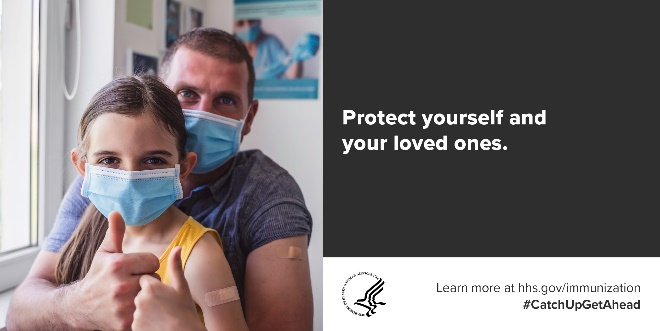 Protect yourself and
your loved ones.
Learn more at hhs.gov/immunization
#CatchUpGetAhead